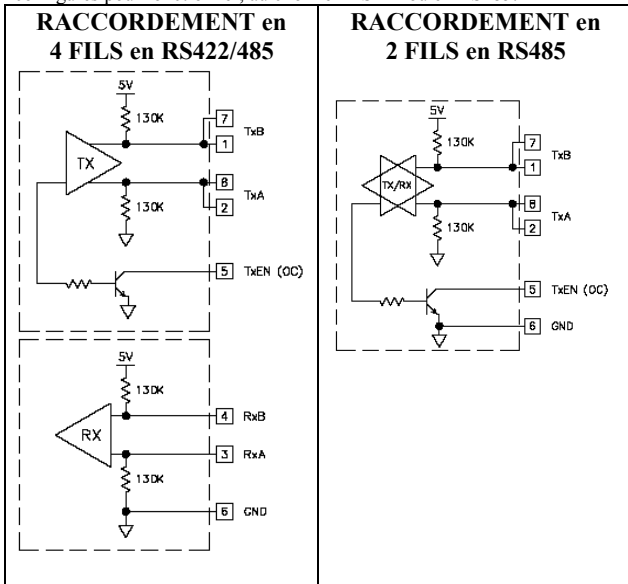 RACCORDEMENT en
4 FILS en RS422/485
5V
130K
7
TxB
1
TX
8
TxA
130K
2
5 TxEN (OC)
5V
130K
4 RxB
RX
3 RxA
130K
6 GND
RACCORDEMENT en
2 FILS en RS485
5V
130K
7
TxB
1
TX/RX
8
TxA
130K
2
5 TxEN (OC)
6 GND